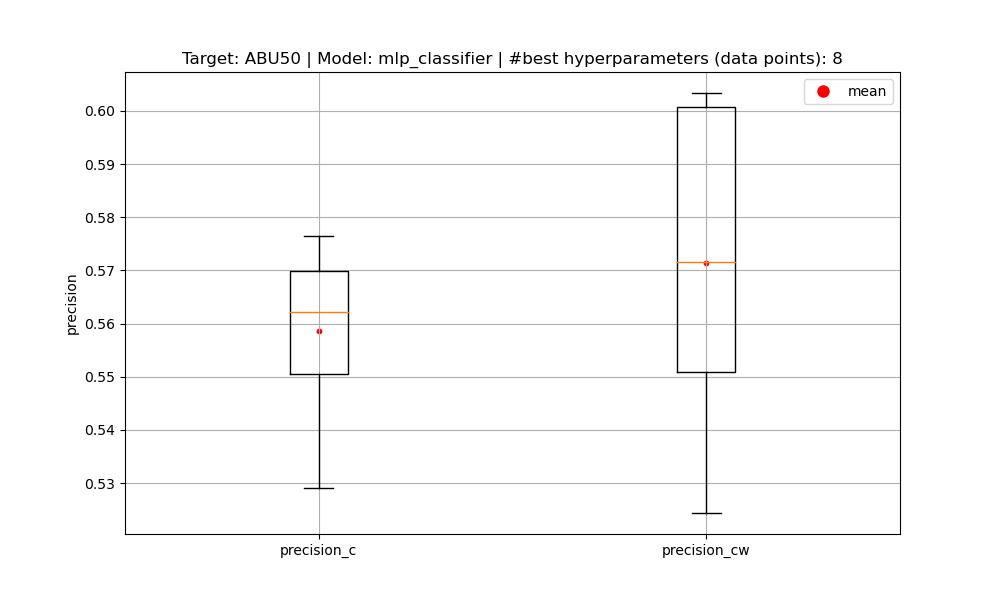 Target: ABU50 | Model: mlp_classifier | #best hyperparameters (data points): 8
mean
0.60
0.59
0.58
0.57
0.56
0.55
0.54
0.53
precision
precision_c
precision_cw